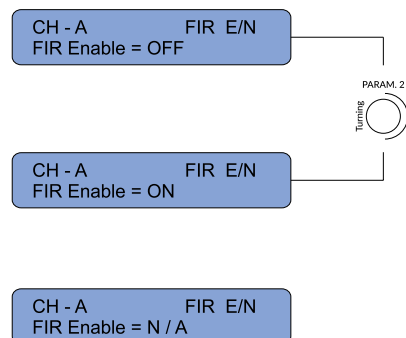 CH - A FIR E/N
FIR Enable = OFF
PARAM. 2
Turning
CH - A FIR E/N
FIR Enable = ON
CH - A FIR E/N
FIR Enable = N / A